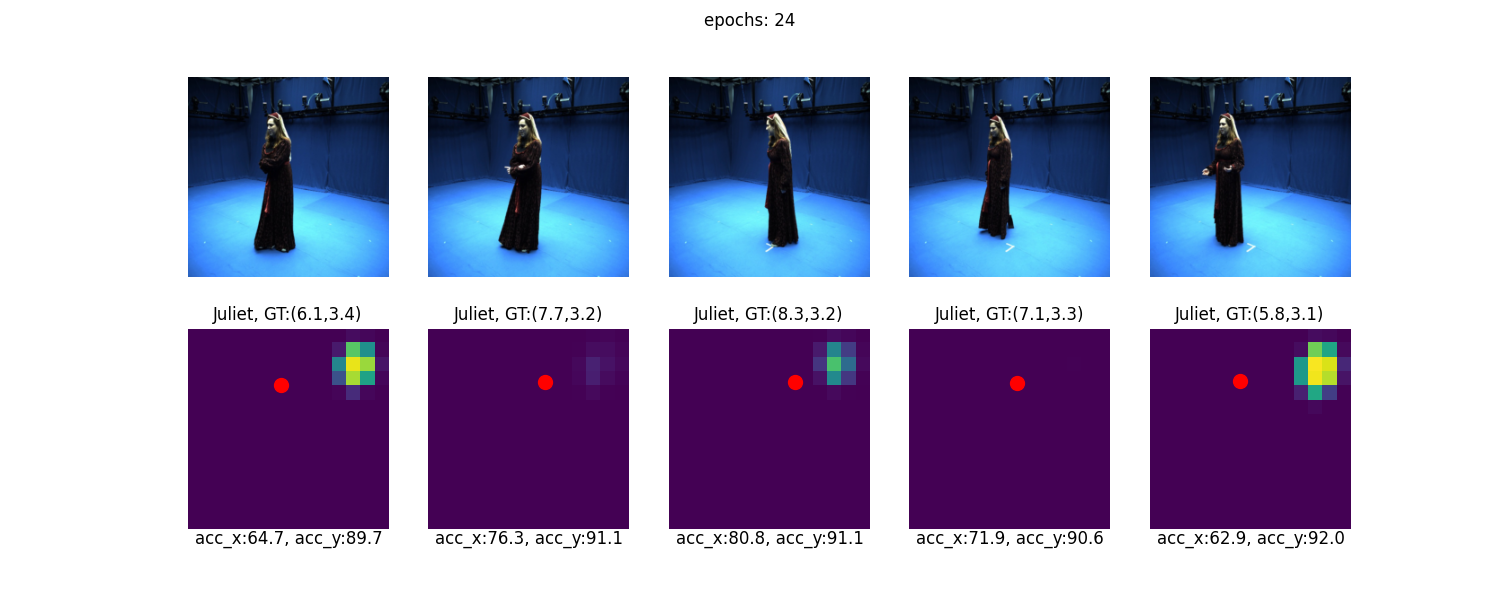 epochs: 24
Juliet, GT:(6.1,3.4)
Juliet, GT:(7.7,3.2)
Juliet, GT:(8.3,3.2)
Juliet, GT:(7.1,3.3)
Juliet, GT:(5.8,3.1)
acc_x:64.7, acc_y:89.7
acc_x:76.3, acc_y:91.1
acc_x:80.8, acc_y:91.1
acc_x:71.9, acc_y:90.6
acc_x:62.9, acc_y:92.0